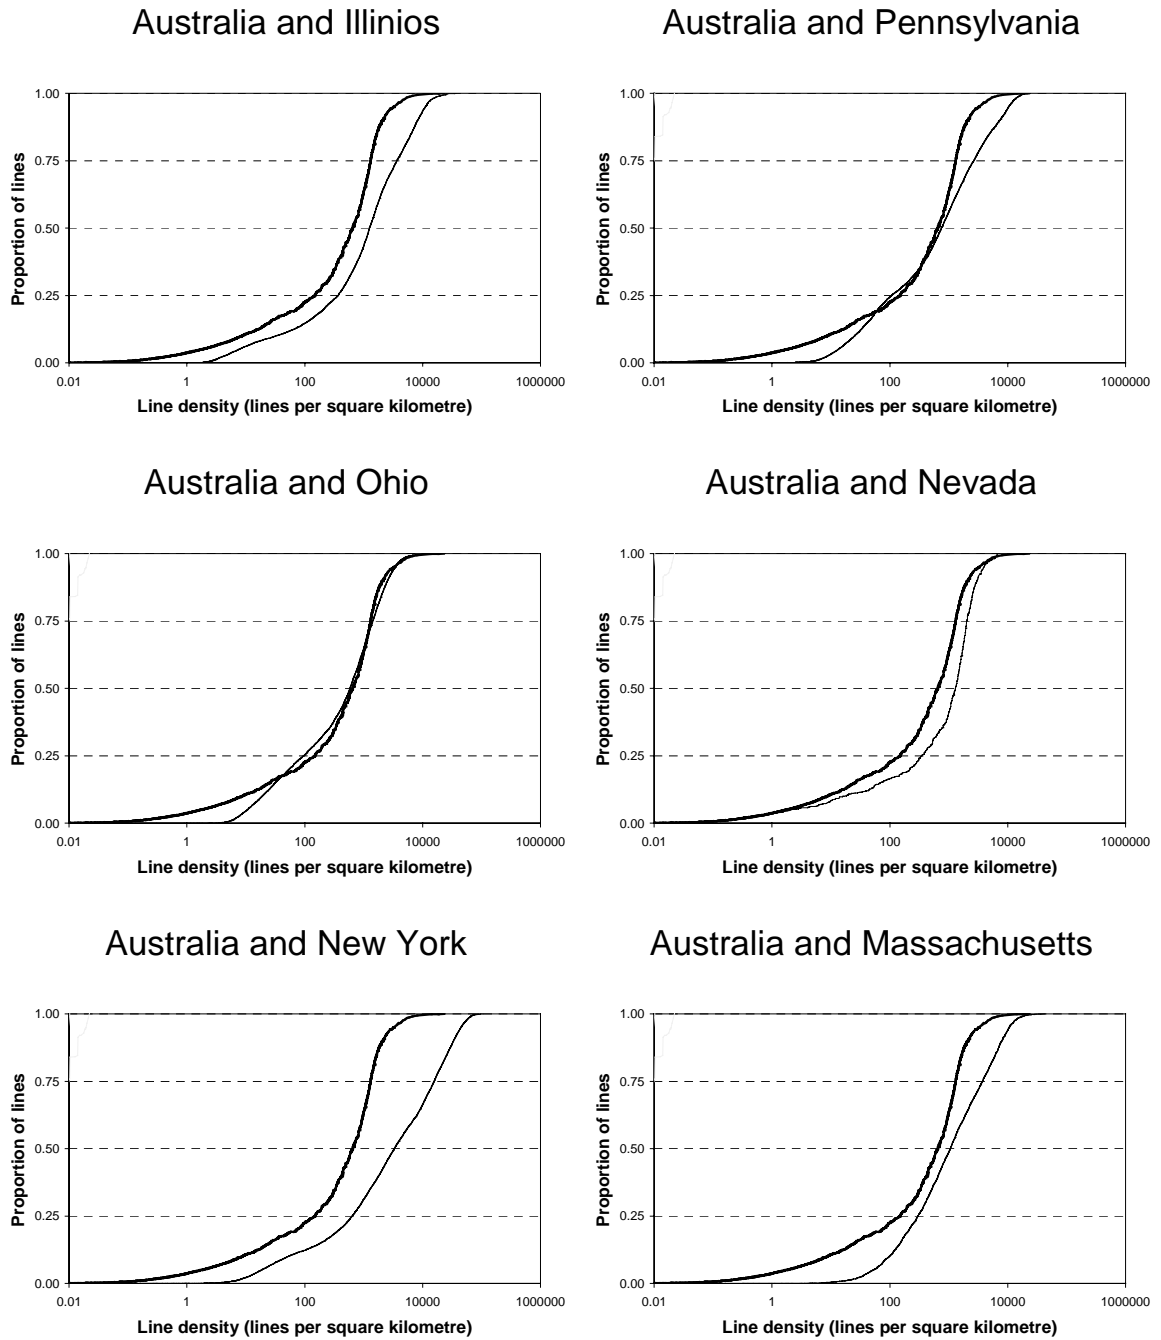 Australia and Illinios
Australia and Pennsylvania
1.00
0.75
0.50
0.25
0.00
Proportion of lines
0.01 1 100 10000 1000000
Line density (lines per square kilometre)
1.00
0.75
0.50
0.25
0.00
Proportion of lines
0.01 1 100 10000 1000000
Line density (lines per square kilometre)
Australia and Ohio
Australia and Nevada
1.00
0.75
0.50
0.25
0.00
Proportion of lines
0.01 1 100 10000 1000000
Line density (lines per square kilometre)
1.00
0.75
0.50
0.25
0.00
Proportion of lines
0.01 1 100 10000 1000000
Line density (lines per square kilometre)
Australia and New York
Australia and Massachusetts
1.00
0.75
0.50
0.25
0.00
Proportion of lines
0.01 1 100 10000 1000000
Line density (lines per square kilometre)
1.00
0.75
0.50
0.25
0.00
Proportion of lines
0.01 1 100 10000 1000000
Line density (lines per square kilometre)